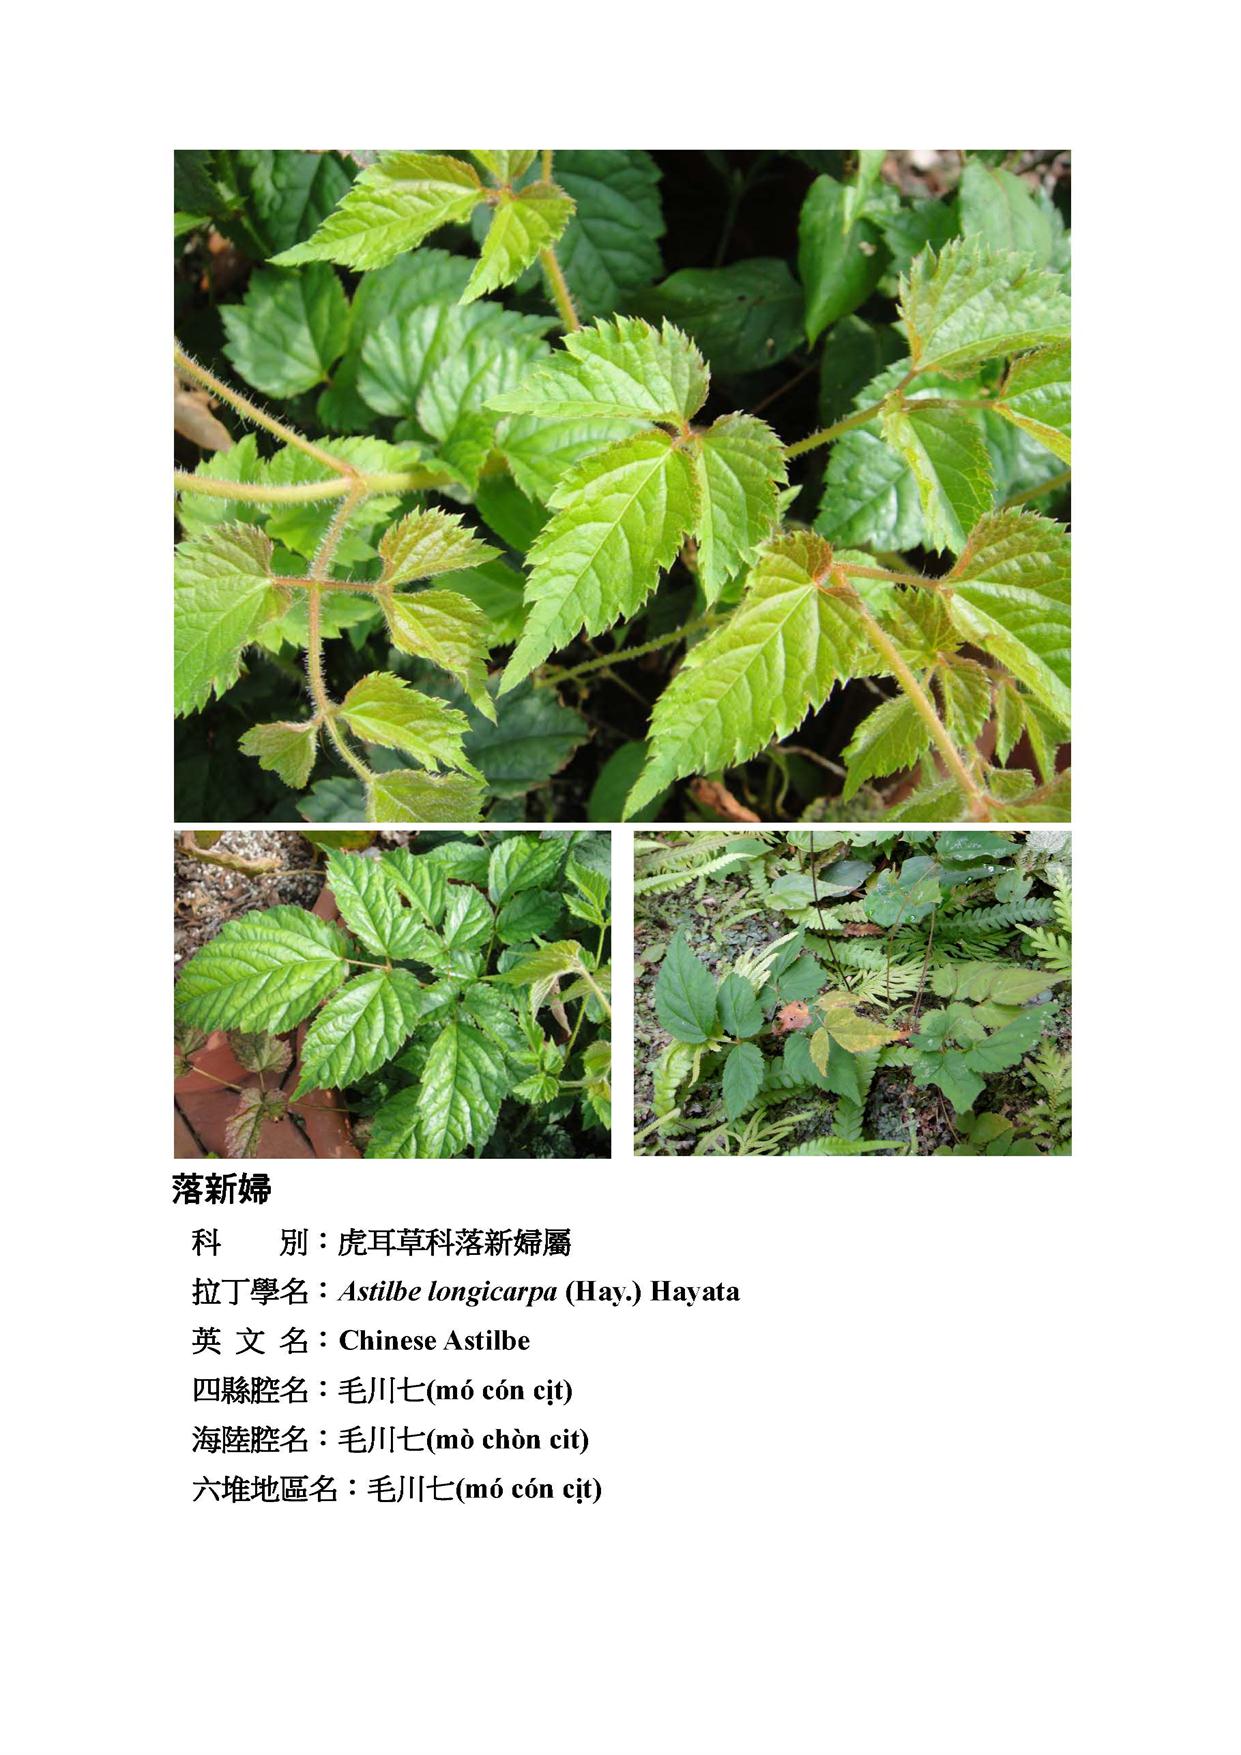 落新婦
科　　別：虎耳草科落新婦屬
拉丁學名：Astilbe longicarpa (Hay.) Hayata
英 文 名：Chinese Astilbe
四縣腔名：毛川七(mó cón cịt)
海陸腔名：毛川七(mò chòn cit)
六堆地區名：毛川七(mó cón cịt)